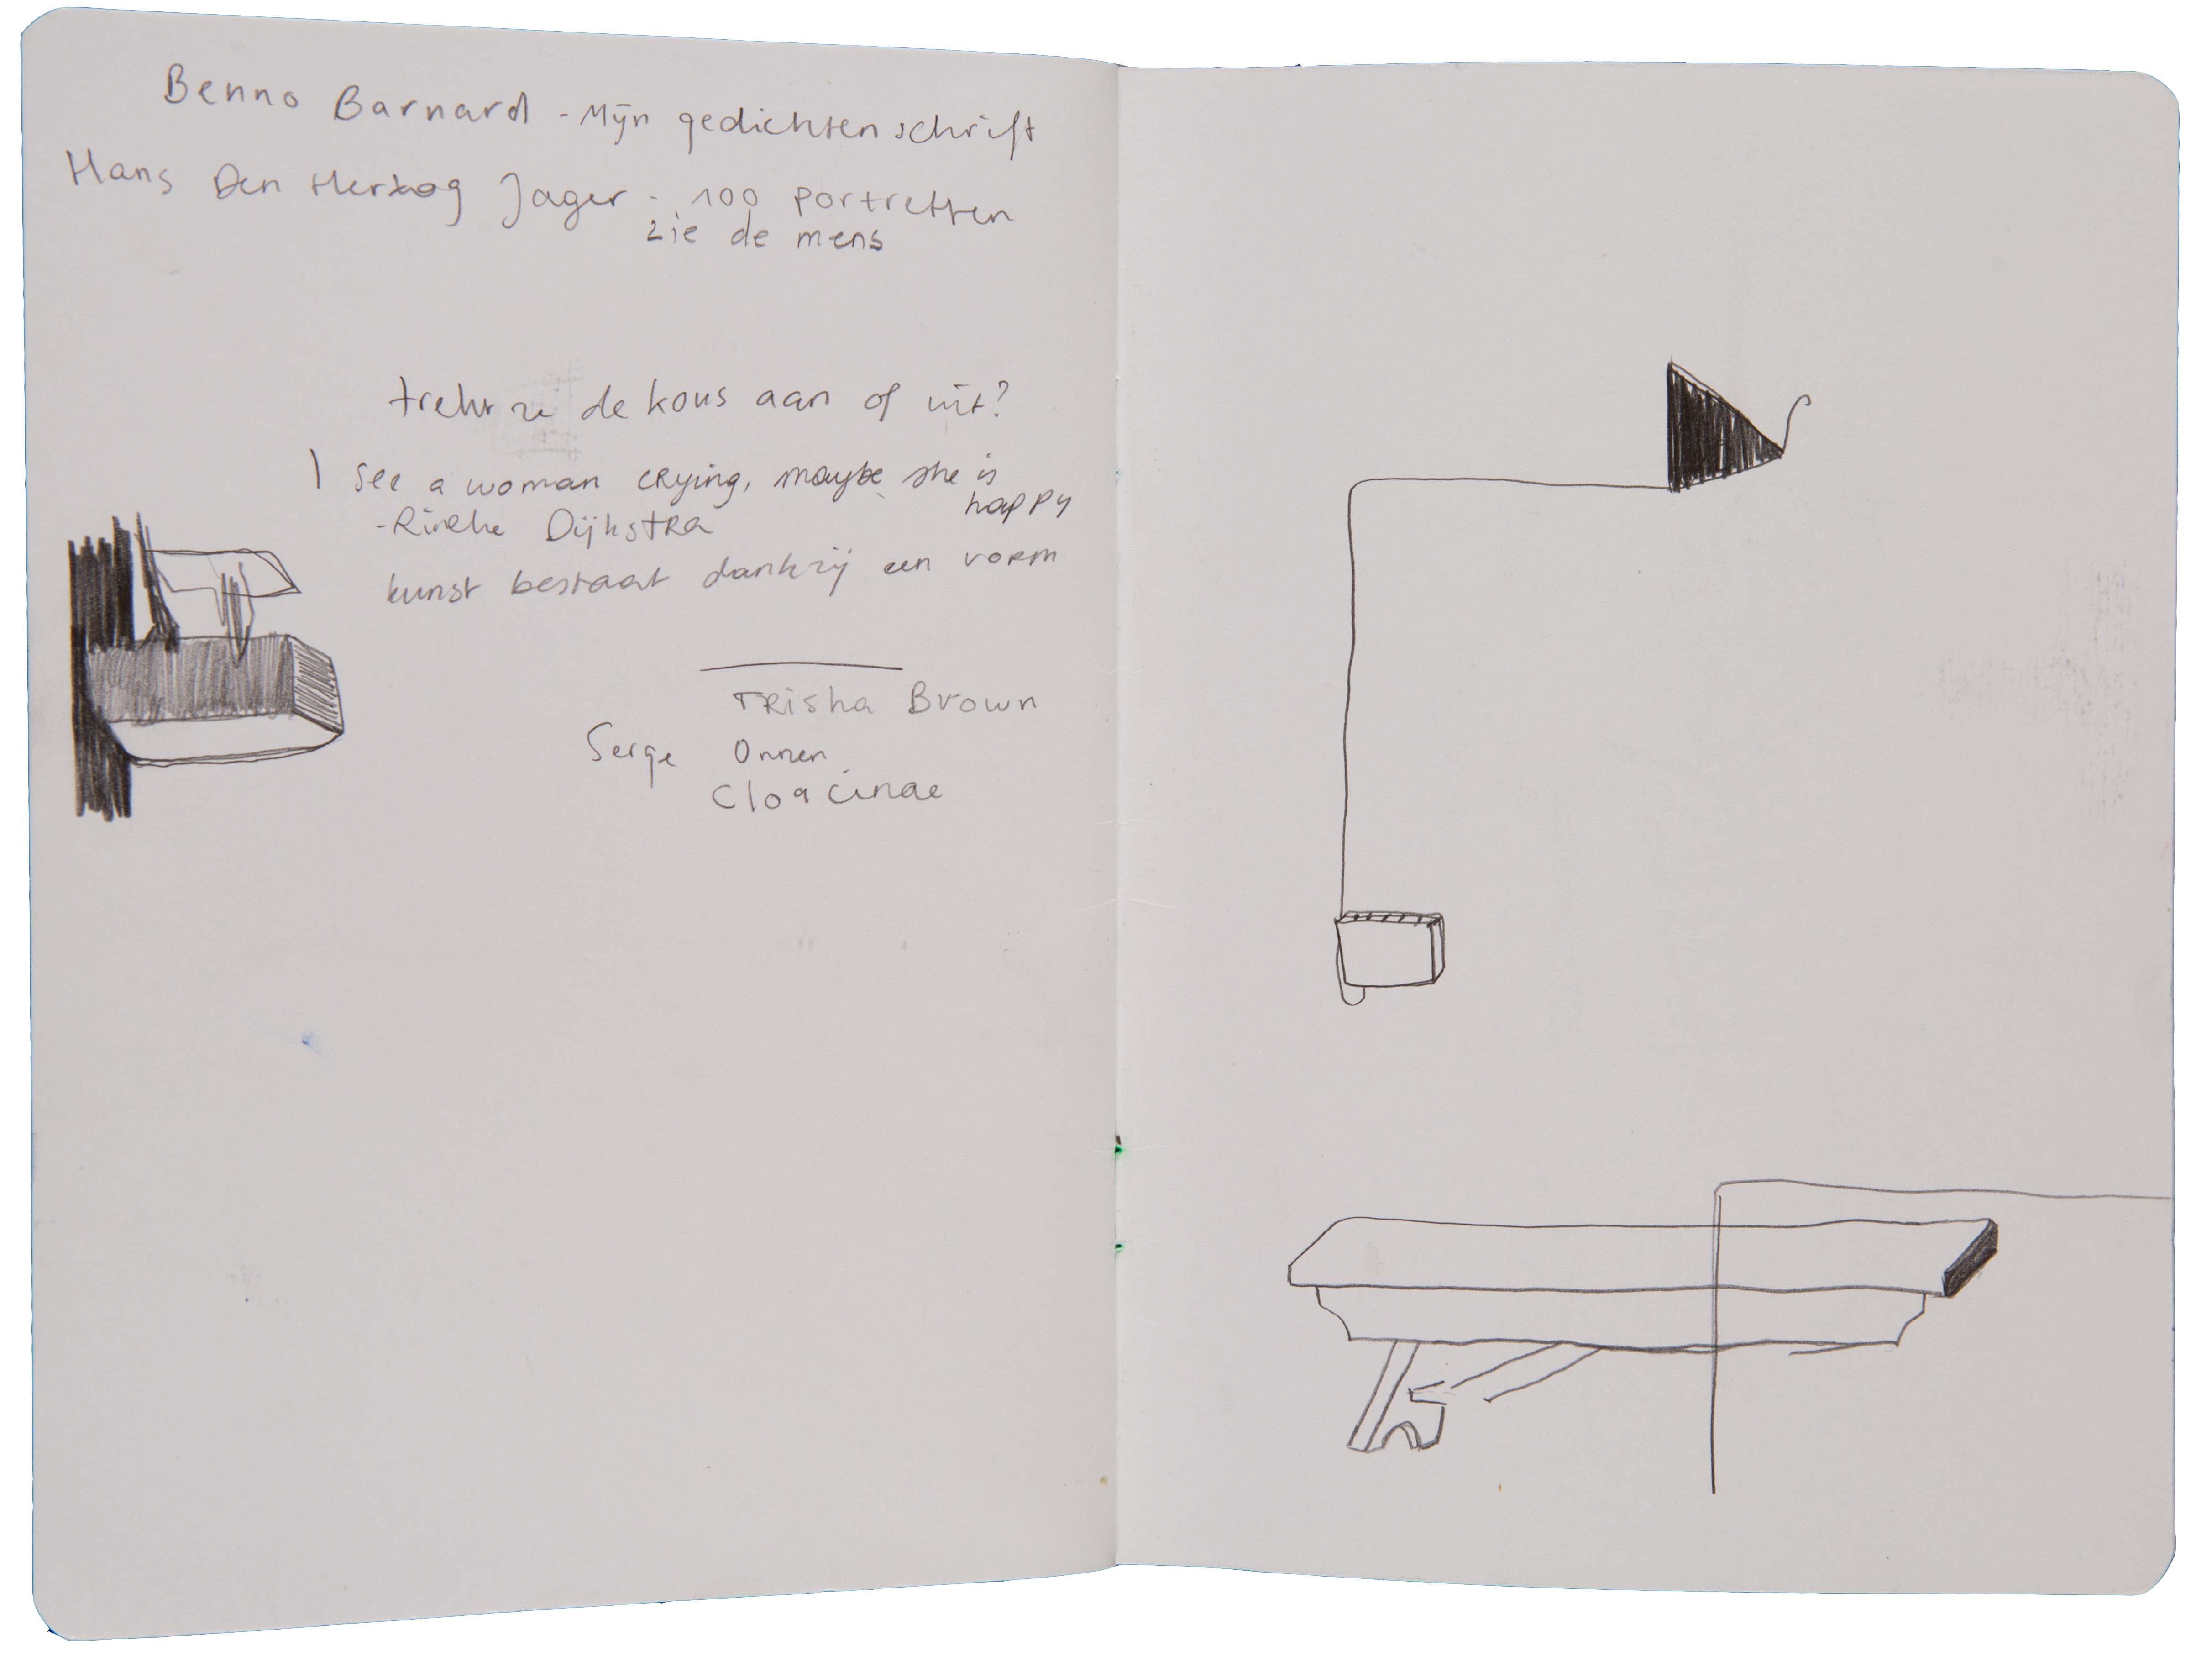 Benno Barnard - Mijn gedichtenschrift
Hans Den Hertog Jager - 100 portretten
zie de mens
trekt ze de kous aan of uit?
I see a woman crying, maybe she is
happy
- Rineke Dijkstra
kunst bestaat dankzij een vorm
Trisha Brown
Serge Onnen
Cloacinae